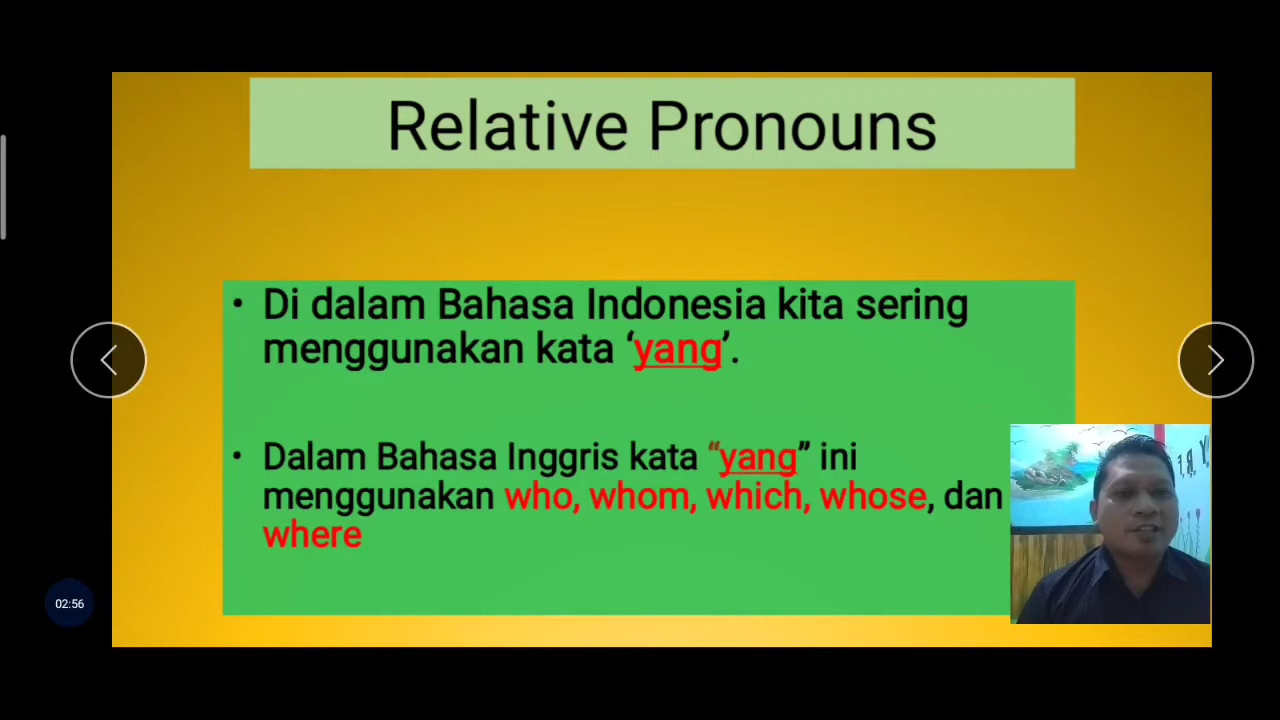 Relative Pronouns
• Di dalam Bahasa Indonesia kita sering
menggunakan kata ‘yang’.
• Dalam Bahasa Inggris kata “yang” ini
menggunakan who, whom, which, whose, dan
where
02:56